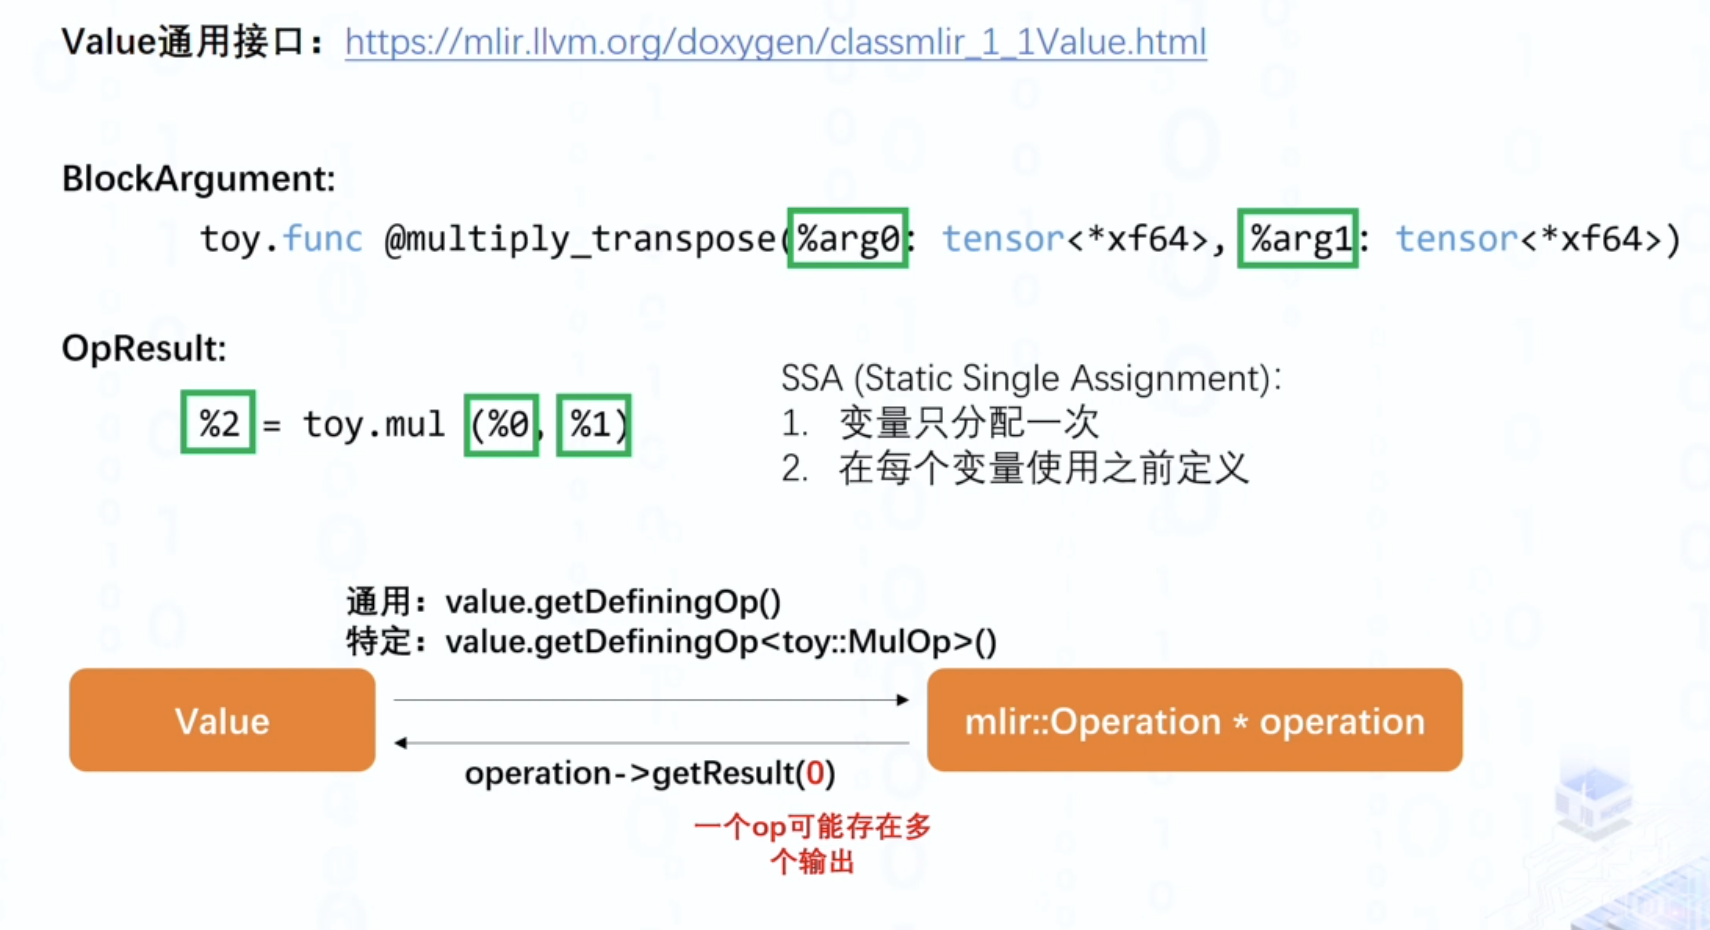 Value通用接口：https://mlir.llvm.org/doxygen/classmlir_1_1Value.html
BlockArgument:
toy.func @multiply_transpose(%arg0: tensor<*xf64>, %arg1: tensor<*xf64>)
OpResult:
%2 = toy.mul (%0, %1)
SSA (Static Single Assignment):
1. 变量只分配一次
2. 在每个变量使用之前定义
通用：value.getDefiningOp()
特定：value.getDefiningOp<toy::MulOp>()
Value
mlir::Operation * operation
operation->getResult(0)
一个op可能存在多
个输出